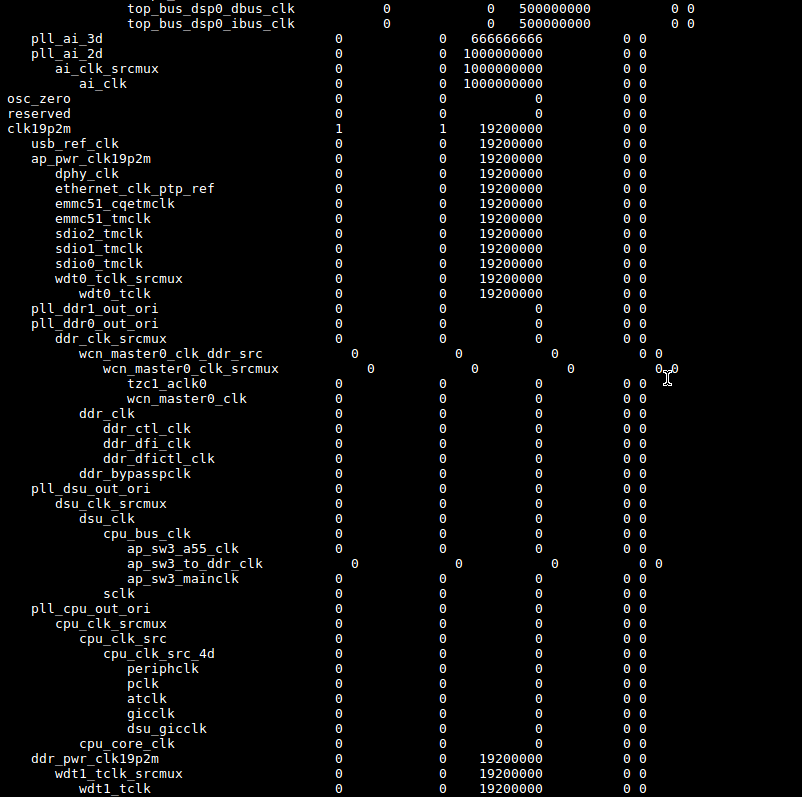 top_bus_dsp0_dbus_clk 0 0 500000000 0 0
top_bus_dsp0_ibus_clk 0 0 500000000 0 0
pll_ai_3d 0 0 666666666 0 0
pll_ai_2d 0 0 1000000000 0 0
ai_clk_srcmux 0 0 1000000000 0 0
ai_clk 0 0 1000000000 0 0
osc_zero 0 0 0 0 0
reserved 0 0 0 0 0
clk19p2m 1 1 19200000 0 0
usb_ref_clk 0 0 19200000 0 0
ap_pwr_clk19p2m 0 0 19200000 0 0
dphy_clk 0 0 19200000 0 0
ethernet_clk_ptp_ref 0 0 19200000 0 0
emmc51_cqetmclk 0 0 19200000 0 0
emmc51_tmclk 0 0 19200000 0 0
sdio2_tmclk 0 0 19200000 0 0
sdio1_tmclk 0 0 19200000 0 0
sdio0_tmclk 0 0 19200000 0 0
wdt0_tclk_srcmux 0 0 19200000 0 0
wdt0_tclk 0 0 19200000 0 0
pll_ddr1_out_ori 0 0 0 0 0
pll_ddr0_out_ori 0 0 0 0 0
ddr_clk_srcmux 0 0 0 0 0
wcn_master0_clk_ddr_src 0 0 0 0 0
wcn_master0_clk_srcmux 0 0 0 0 0
tzc1_aclk0 0 0 0 0 0
wcn_master0_clk 0 0 0 0 0
ddr_clk 0 0 0 0 0
ddr_ctl_clk 0 0 0 0 0
ddr_dfi_clk 0 0 0 0 0
ddr_dfictl_clk 0 0 0 0 0
ddr_bypasspclk 0 0 0 0 0
pll_dsu_out_ori 0 0 0 0 0
dsu_clk_srcmux 0 0 0 0 0
dsu_clk 0 0 0 0 0
cpu_bus_clk 0 0 0 0 0
ap_sw3_a55_clk 0 0 0 0 0
ap_sw3_to_ddr_clk 0 0 0 0 0
ap_sw3_mainclk 0 0 0 0 0
sclk 0 0 0 0 0
pll_cpu_out_ori 0 0 0 0 0
cpu_clk_srcmux 0 0 0 0 0
cpu_clk_src 0 0 0 0 0
cpu_clk_src_4d 0 0 0 0 0
periphclk 0 0 0 0 0
pclk 0 0 0 0 0
atclk 0 0 0 0 0
gicclk 0 0 0 0 0
dsu_gicclk 0 0 0 0 0
cpu_core_clk 0 0 0 0 0
ddr_pwr_clk19p2m 0 0 19200000 0 0
wdt1_tclk_srcmux 0 0 19200000 0 0
wdt1_tclk 0 0 19200000 0 0